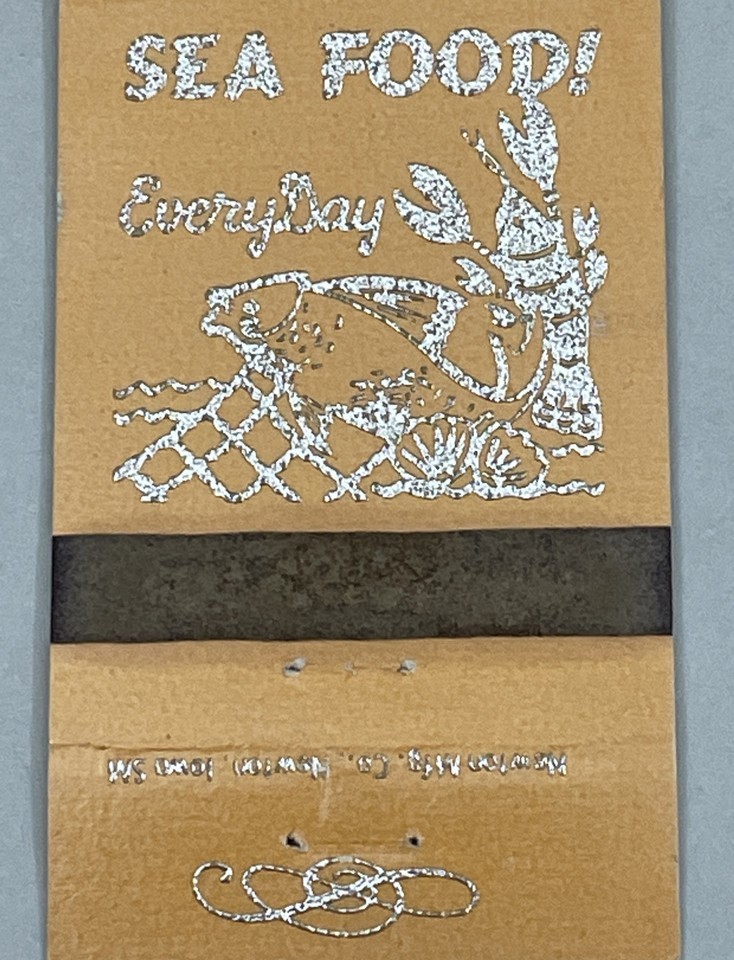 SEA FOOD!
EveryDay
Newton Mfg. Co., Newton, Iowa SM